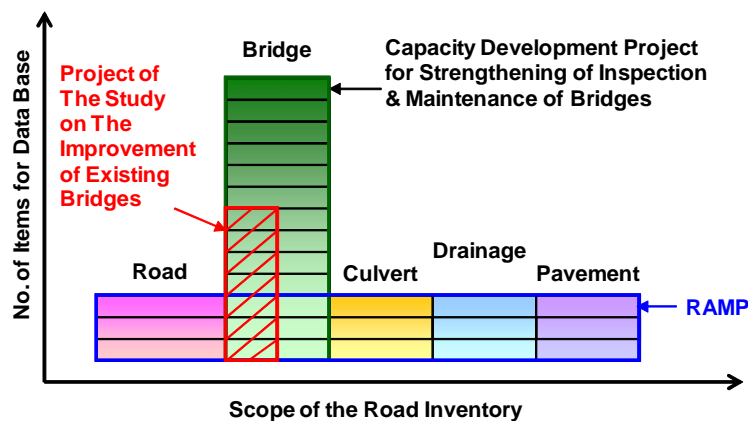 Bridge
Capacity Development Project
for Strengthening of Inspection
& Maintenance of Bridges
Project of
The Study
on The
Improvement
of Existing
Bridges
No. of Items for Data Base
Road
Culvert
Drainage
Pavement
RAMP
Scope of the Road Inventory